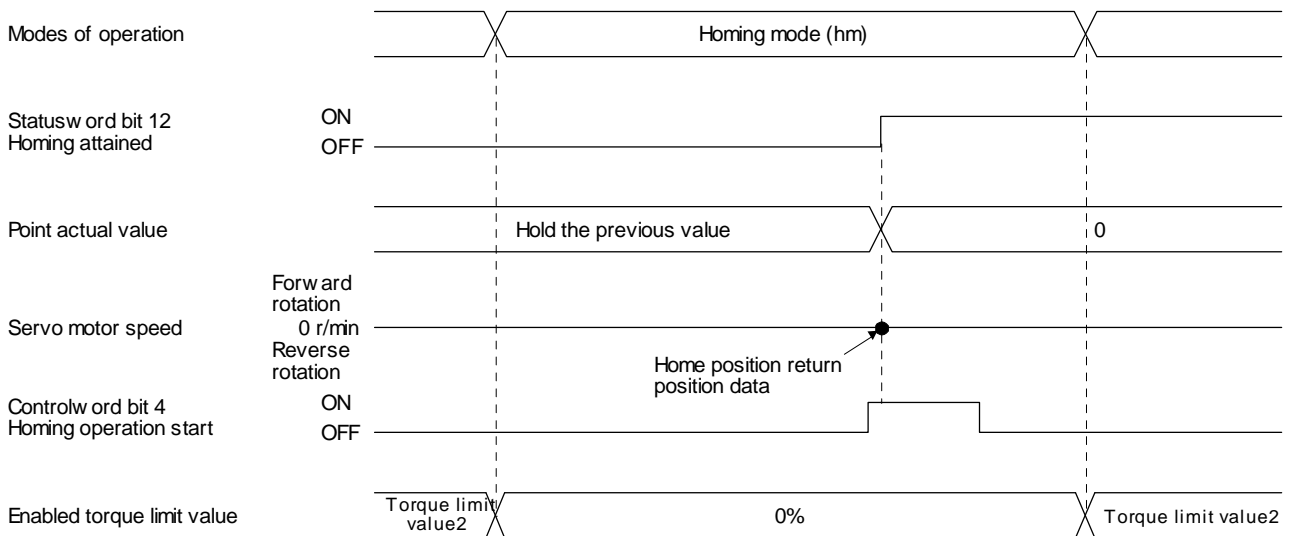 Modes of operation
Homing mode (hm)
Statusw ord bit 12
Homing attained
ON
OFF
Point actual value
Hold the previous value
0
Servo motor speed
Forw ard
rotation
0 r/min
Reverse
rotation
Home position return
position data
Controlw ord bit 4
Homing operation start
ON
OFF
Enabled torque limit value
Torque limit
value2
0%
Torque limit value2